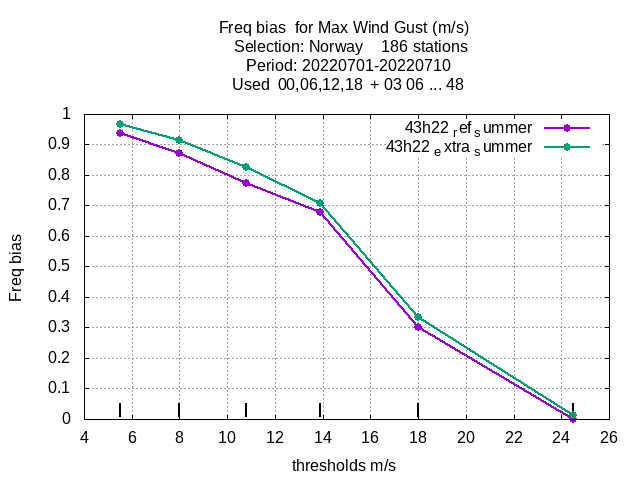 Freq bias  for Max Wind Gust (m/s)
Selection: Norway    186 stations
Period: 20220701-20220710
Used  00,06,12,18  + 03 06 ... 48
43h22 ref summer
43h22 extra summer
1
0.9
0.8
0.7
0.6
0.5
0.4
0.3
0.2
0.1
0
Freq bias
4 6 8 10 12 14 16 18 20 22 24 26
thresholds m/s